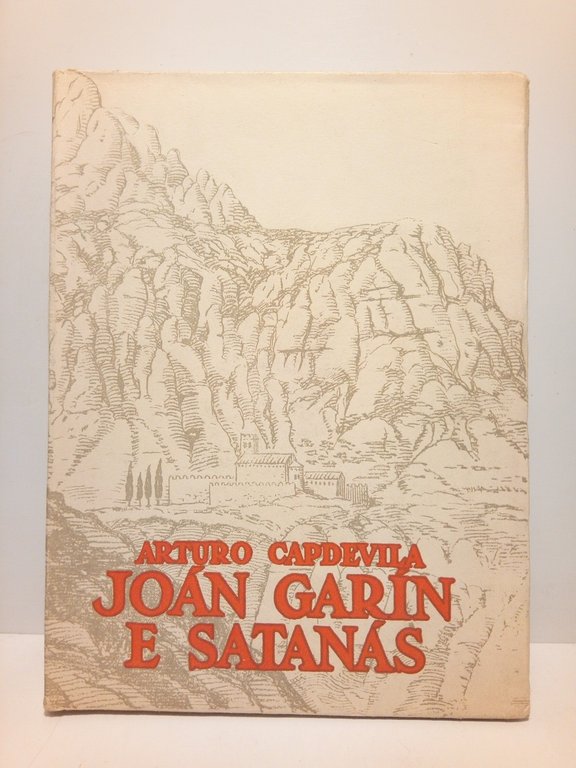 ARTURO CAPDEVILA
JOÁN GARÍN
E SATANÁS